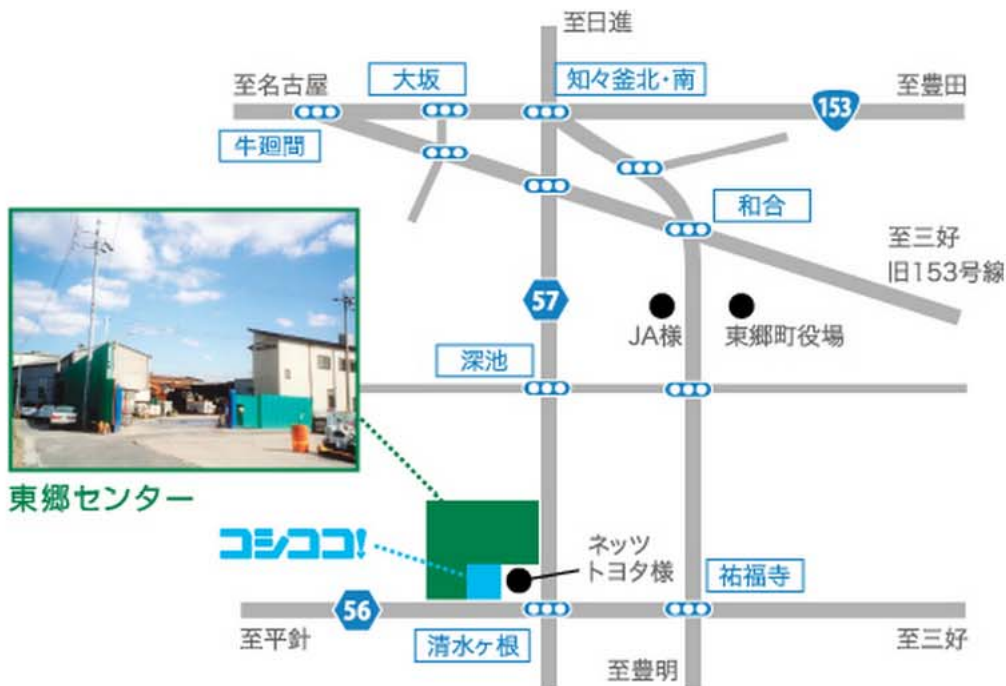 至日進
至名古屋
大坂
知々釜北・南
至豊田
153
牛廻間
和合
至三好
旧153号線
57
JA様
東郷町役場
深池
東郷センター
コシココ!
ネッツ
トヨタ様
祐福寺
56
至平針
清水ヶ根
至三好
至豊明